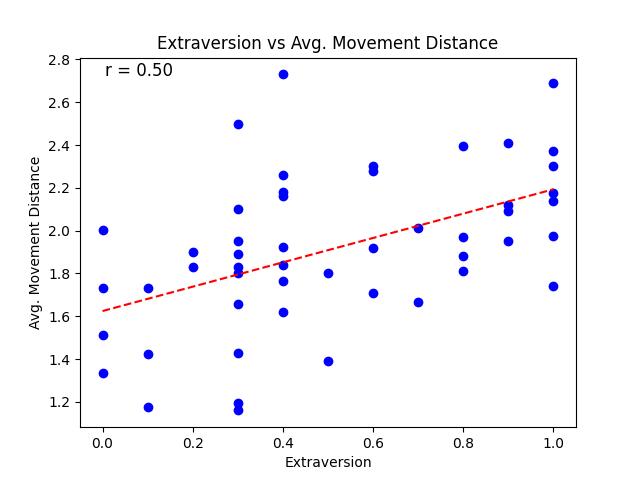 Extraversion vs Avg. Movement Distance
r = 0.50
2.8
2.6
2.4
2.2
2.0
1.8
1.6
1.4
1.2
Avg. Movement Distance
0.0 0.2 0.4 0.6 0.8 1.0
Extraversion